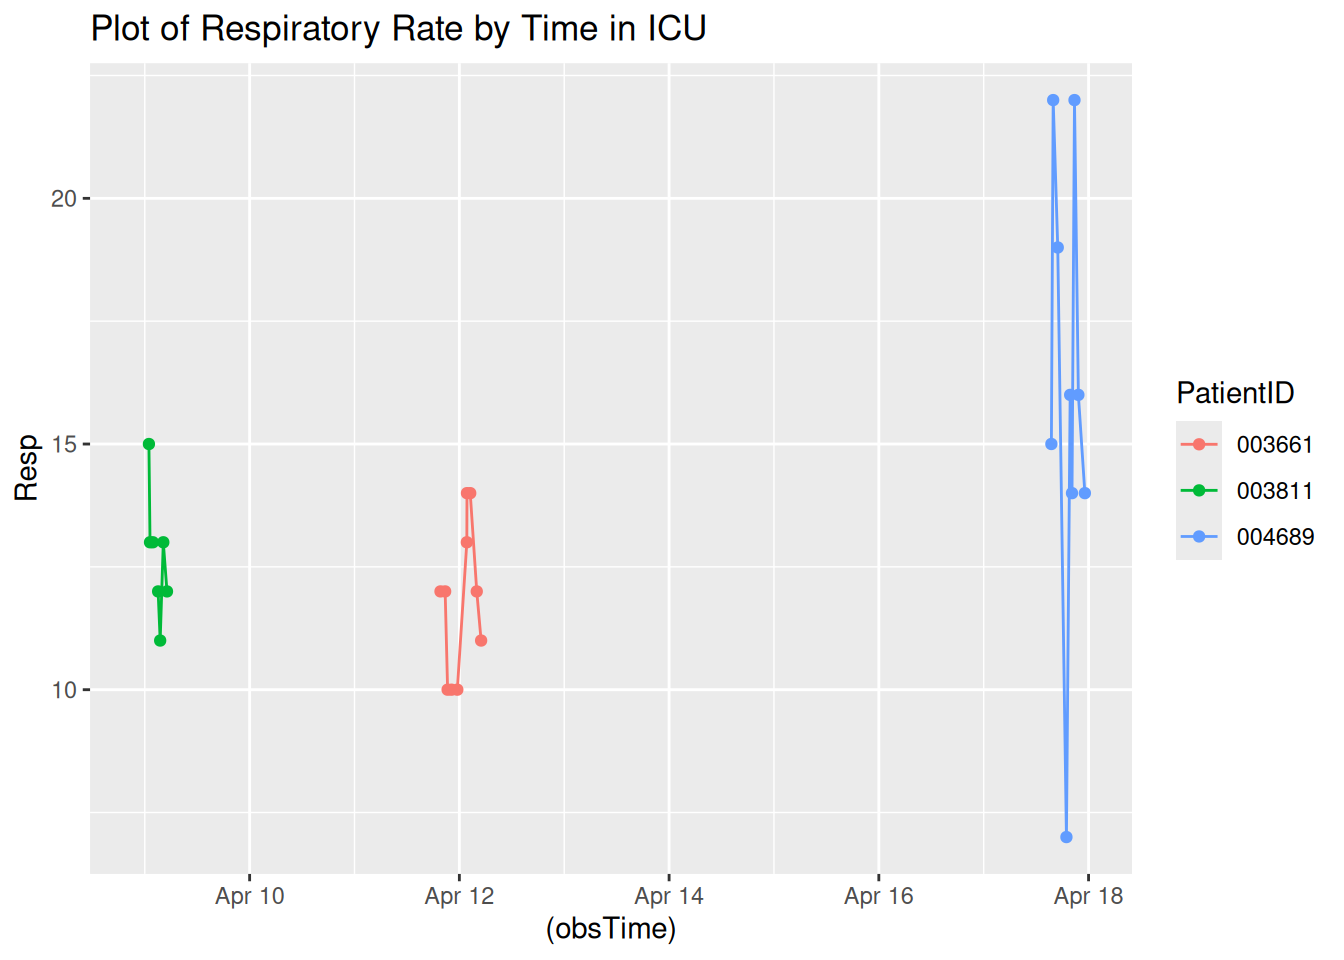 Plot of Respiratory Rate by Time in ICU
20
15
10
Resp
Apr 10 Apr 12 Apr 14 Apr 16 Apr 18
(obsTime)
PatientID
003661
003811
004689